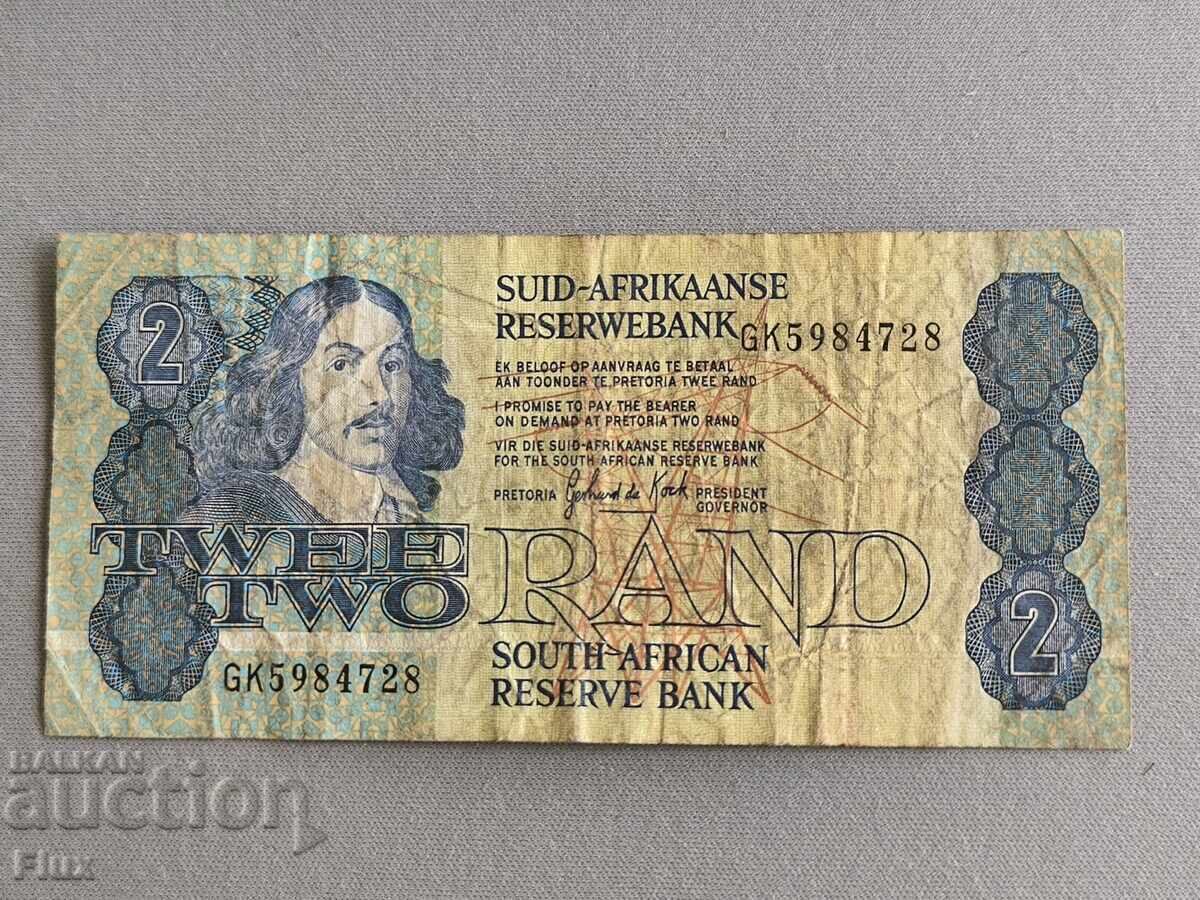 2
SUID-AFRIKAANSE
RESERWEBANK
GK5984728
EK BELOOF OP AANVRAAG TE BETAAL
AAN TOONDER TE PRETORIA TWEE RAND
I PROMISE TO PAY THE BEARER
ON DEMAND AT PRETORIA TWO RAND
VIR DIE SUID-AFRIKAANSE RESERWEBANK
FOR THE SOUTH AFRICAN RESERVE BANK
PRETORIA Gerhard de Kock PRESIDENT
GOVERNOR
TWEE
TWO
RAND
2
SOUTH AFRICAN
RESERVE BANK
GK5984728
BALKAN
auction
Flux